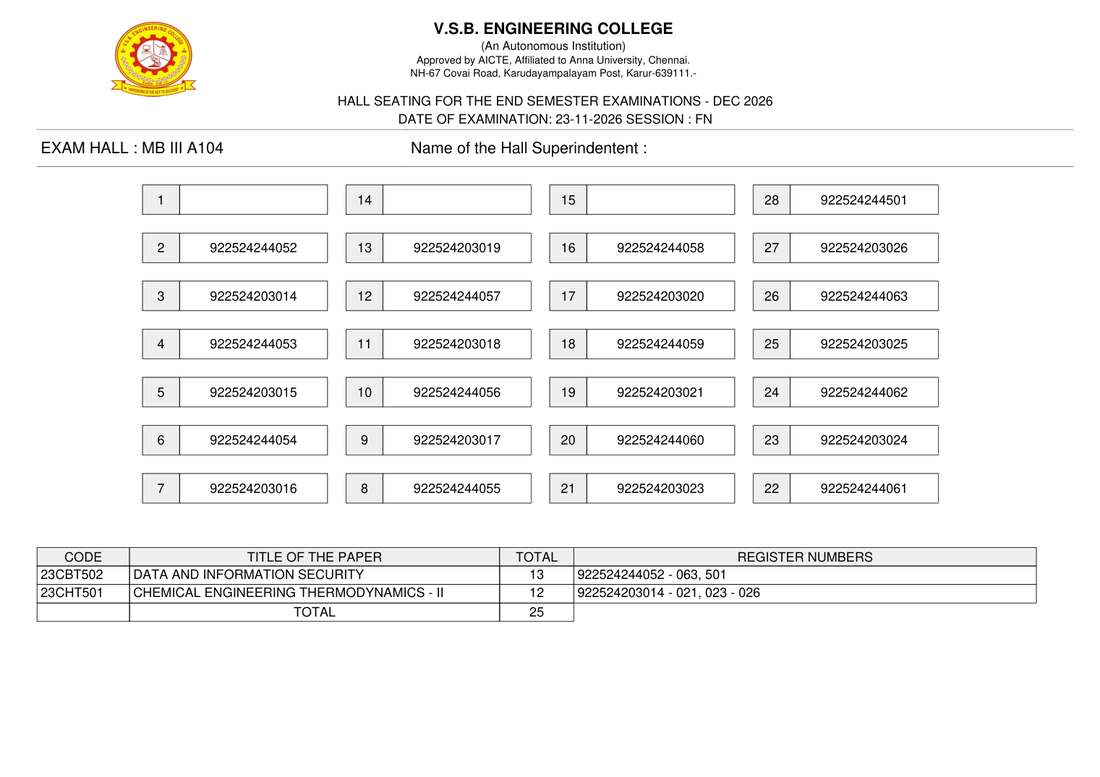 V.S.B. ENGINEERING COLLEGE
(An Autonomous Institution)
Approved by AICTE, Affiliated to Anna University, Chennai.
NH-67 Covai Road, Karudayampalayam Post, Karur-639111.-
HALL SEATING FOR THE END SEMESTER EXAMINATIONS - DEC 2026
DATE OF EXAMINATION: 23-11-2026 SESSION : FN
EXAM HALL : MB III A104 Name of the Hall Superindentent :
1 14 15 28 922524244501
2 922524244052 13 922524203019 16 922524244058 27 922524203026
3 922524203014 12 922524244057 17 922524203020 26 922524244063
4 922524244053 11 922524203018 18 922524244059 25 922524203025
5 922524203015 10 922524244056 19 922524203021 24 922524244062
6 922524244054 9 922524203017 20 922524244060 23 922524203024
7 922524203016 8 922524244055 21 922524203023 22 922524244061
CODE TITLE OF THE PAPER TOTAL REGISTER NUMBERS
23CBT502 DATA AND INFORMATION SECURITY 13 922524244052 - 063, 501
23CHT501 CHEMICAL ENGINEERING THERMODYNAMICS - II 12 922524203014 - 021, 023 - 026
TOTAL 25